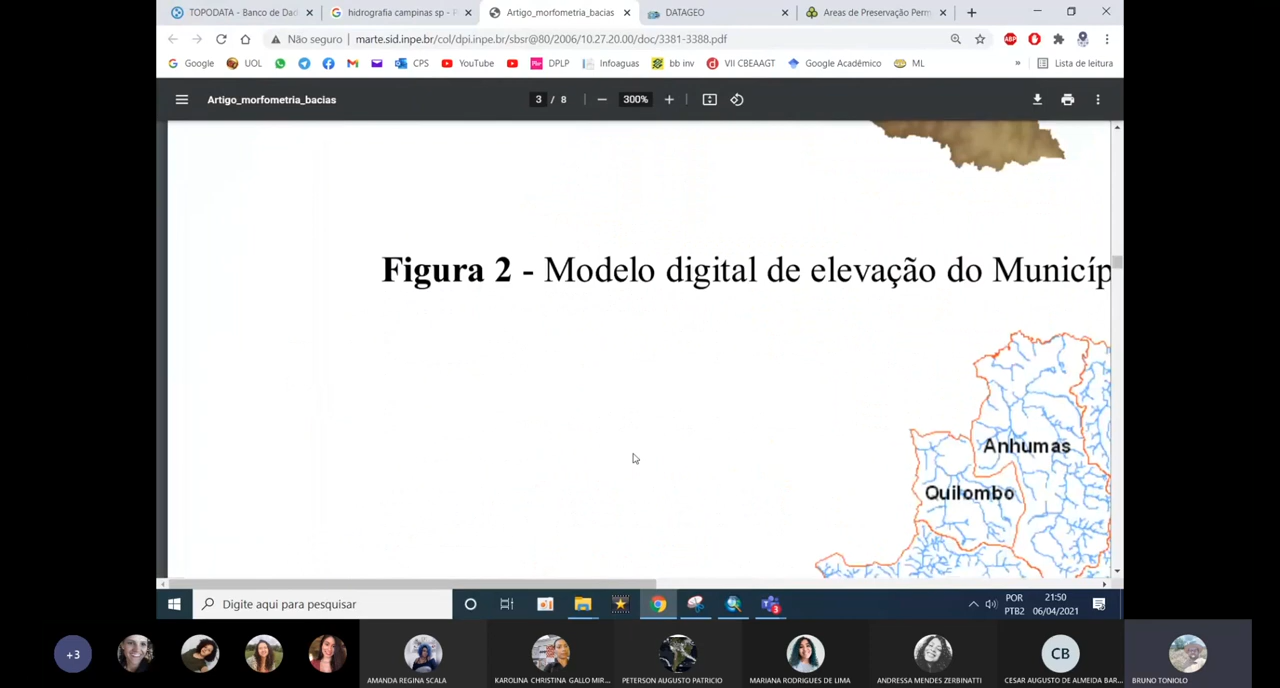 TOPODATA - Banco de Dad
hidrografia campinas sp - P
Artigo_morfometria_bacias
DATAGEO
Areas de Preservação Perm
Não seguro
marte.sid.inpe.br/col/dpi.inpe.br/sbsr@80/2006/10.27.20.00/doc/3381-3388.pdf
ABP
Google
UOL
CPS
YouTube
DPLP
Infoaguas
bb inv
VII CBEAAGT
Google Acadêmico
ML
»
Lista de leitura
Artigo_morfometria_bacias
3 / 8
300%
Figura 2 - Modelo digital de elevação do Municíp
Anhumas
Quilombo
Digite aqui para pesquisar
3
POR
PTB2
21:50
06/04/2021
+3
AMANDA REGINA SCALA
KAROLINA CHRISTINA GALLO MIR...
PETERSON AUGUSTO PATRICIO
MARIANA RODRIGUES DE LIMA
ANDRESSA MENDES ZERBINATTI
CB
CESAR AUGUSTO DE ALMEIDA BAR...
BRUNO TONIOLO